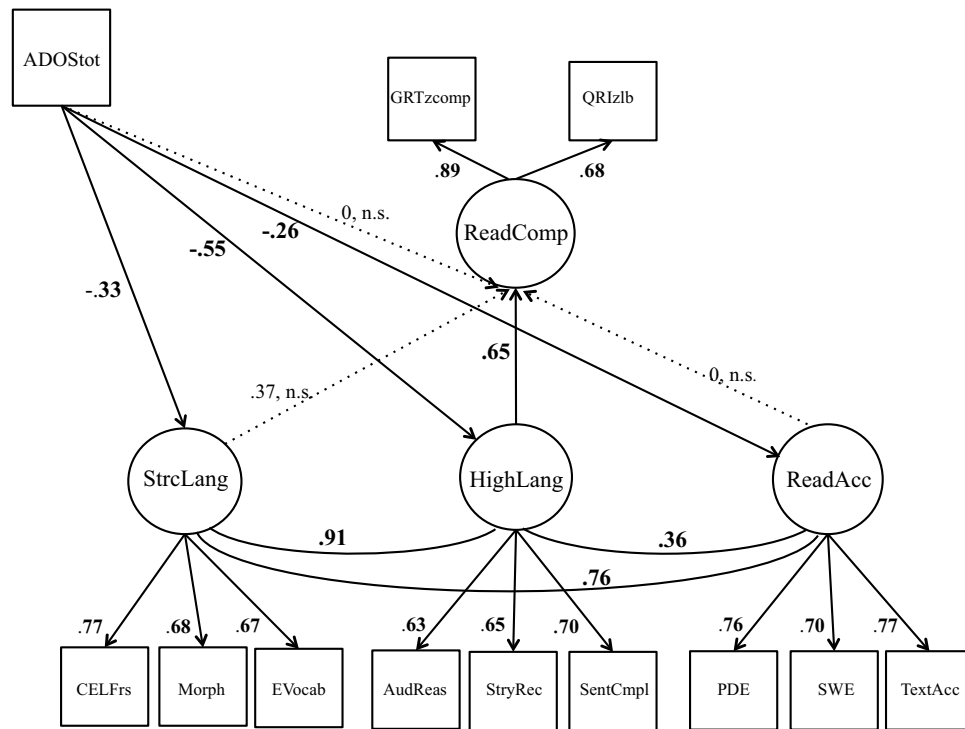 ADOStot
GRTzcomp
QRIzlb
.89
.68
0, n.s.
-.26
ReadComp
-.55
-.33
.65
0, n.s.
.37, n.s.
StrcLang
HighLang
ReadAcc
.91
.36
.76
.77
.68
.67
.63
.65
.70
.76
.70
.77
CELFrs
Morph
EVocab
AudReas
StryRec
SentCmpl
PDE
SWE
TextAcc